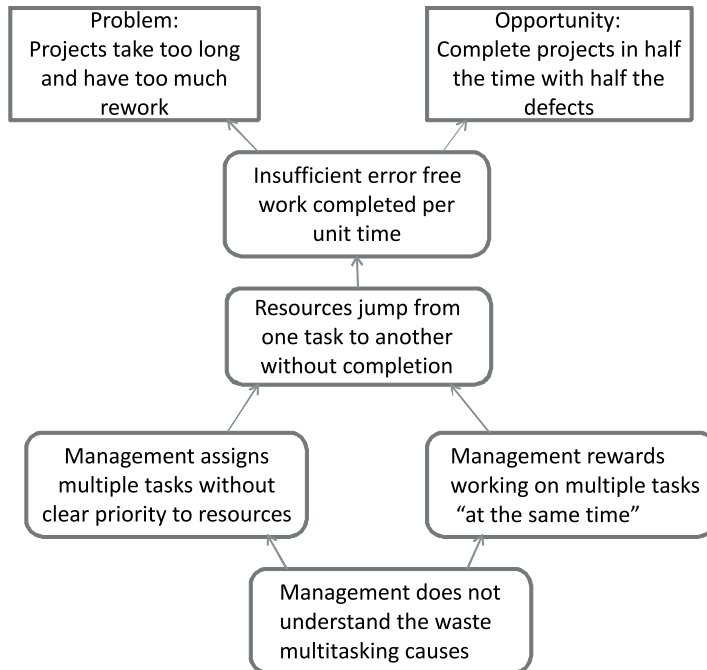 Problem:
Projects take too long
and have too much
rework
Opportunity:
Complete projects in half
the time with half the
defects
Insufficient error free
work completed per
unit time
Resources jump from
one task to another
without completion
Management assigns
multiple tasks without
clear priority to resources
Management rewards
working on multiple tasks
“at the same time”
Management does not
understand the waste
multitasking causes